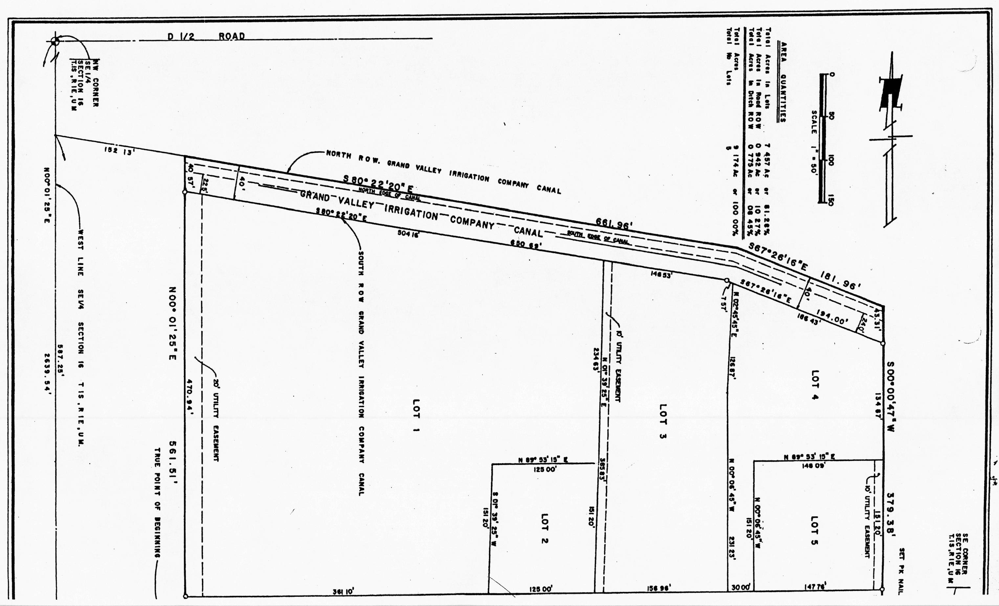 D 1/2 ROAD
NW CORNER
SE 1/4
SECTION 16
T.1S., R1E, U M
AREA QUANTITIES
Total Acres In Lots 7 457 Ac or 81.28%
Total Acres In Road ROW 0 942 Ac or 10 27%
Total Acres In Ditch ROW 0 775 Ac or 08 45%
Total Acres 9 174 Ac or 100 00%
Total No Lots 5
0 50 100 150
SCALE 1" = 50'
152 13'
N00° 01' 25" E
587.25'
2639.54'
WEST LINE SE1/4 SECTION 16 T 1S., R1E., U M.
NORTH R O W. GRAND VALLEY IRRIGATION COMPANY CANAL
S 80° 22' 20" E
661.96'
NORTH EDGE OF CANAL
GRAND VALLEY IRRIGATION COMPANY CANAL
SOUTH EDGE OF CANAL
40 57'
22 5'
40'
S80° 22' 20" E
504 16'
650 69'
146 53'
S67° 26' 16" E
181.96'
S67° 26' 16" E
40'
194.00'
186 43'
24 0'
43.31'
7 57'
SOUTH ROW GRAND VALLEY IRRIGATION COMPANY CANAL
N00° 01' 25" E
561.51'
470.94'
20' UTILITY EASEMENT
TRUE POINT OF BEGINNING
LOT 1
10' UTILITY EASEMENT
234 63'
N 01° 39' 25" E
385 83'
151 20'
N 89° 53' 15" E
125 00'
S 01° 39' 25" W
151 20'
LOT 2
LOT 3
N 02° 45' 45" E
126 87'
N 00° 06' 45" W
231 23'
LOT 4
S00° 00' 47" W
134 87'
379.38'
N 89° 53' 15" E
148 09'
N 00° 06' 45" W
151 20'
LOT 5
10' UTILITY EASEMENT
151 20'
SET PK NAIL
SE CORNER
SECTION 16
T.1S., R1E., U M
361 10'
125 00'
156 96'
30 00'
147 76'